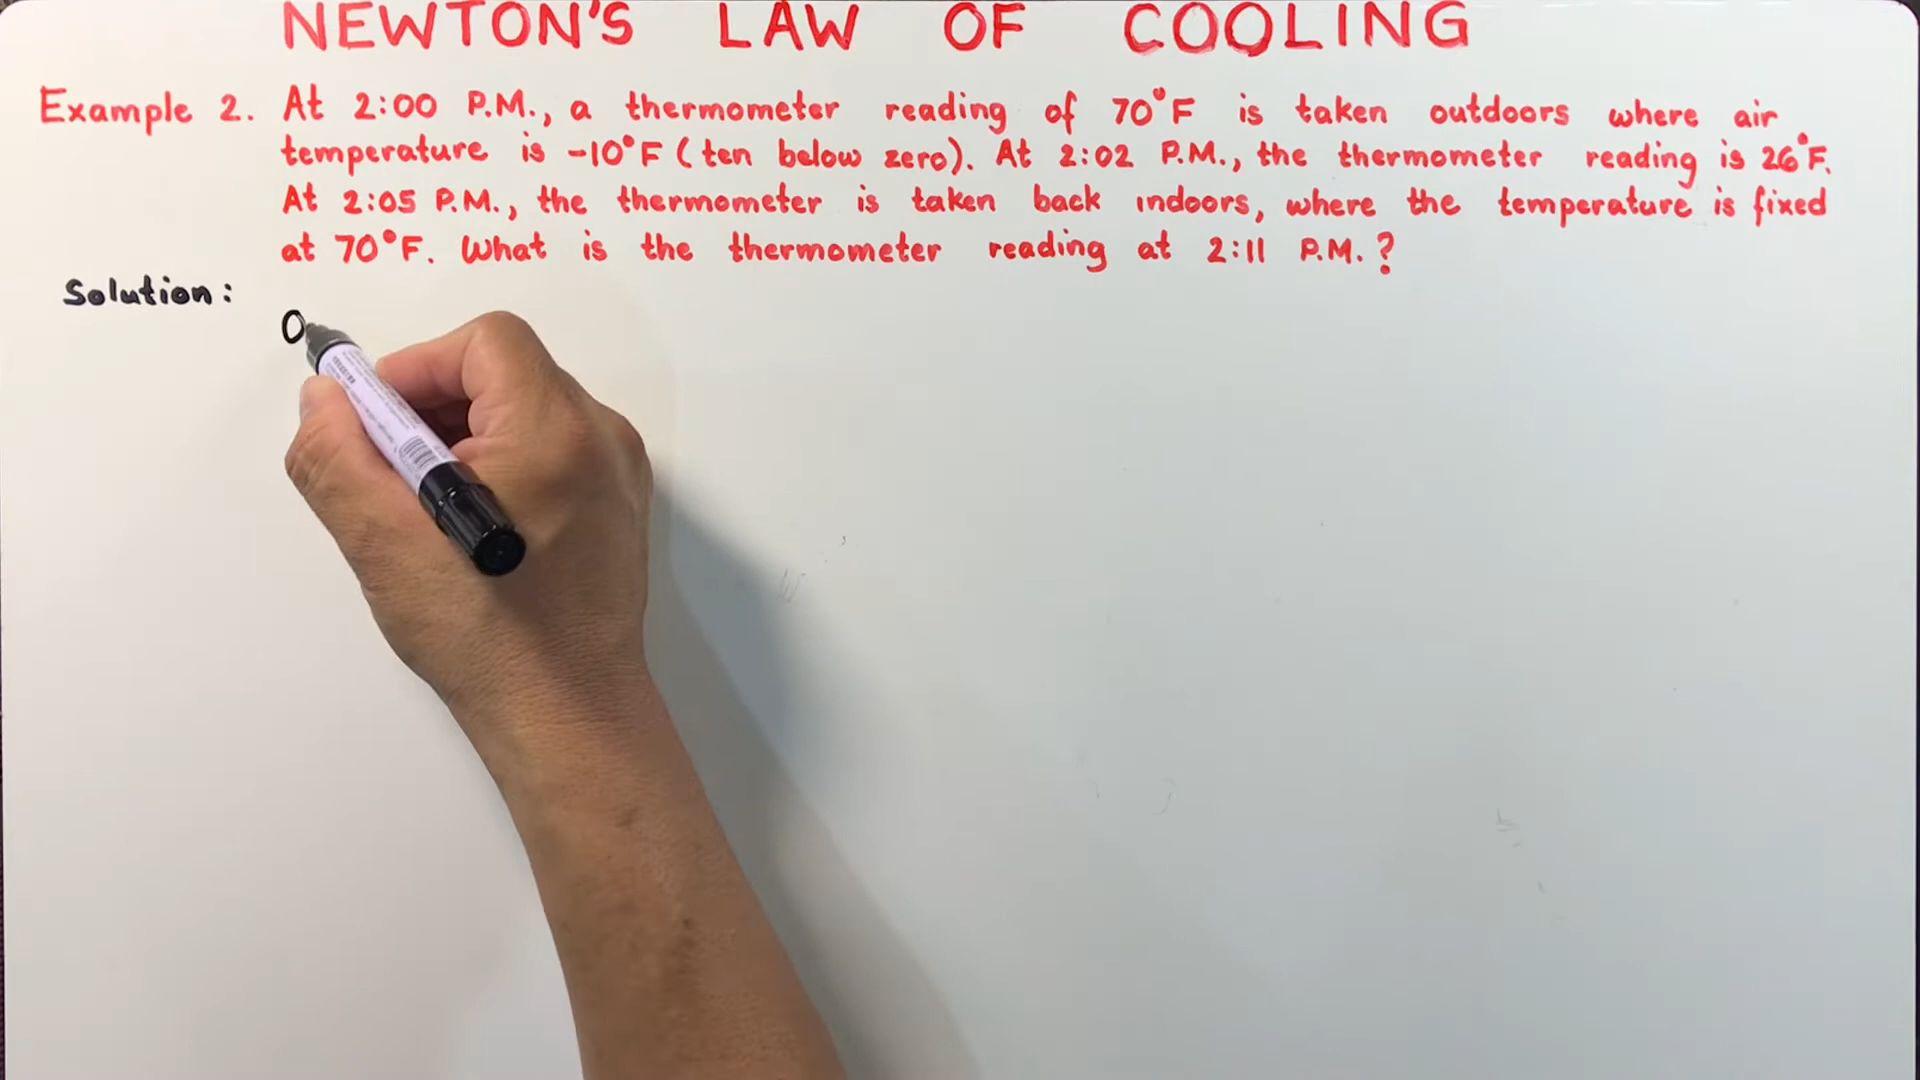 NEWTON'S LAW OF COOLING
Example 2. At 2:00 P.M., a thermometer reading of 70°F is taken outdoors where air
temperature is -10°F (ten below zero). At 2:02 P.M., the thermometer reading is 26°F.
At 2:05 P.M., the thermometer is taken back indoors, where the temperature is fixed
at 70°F. What is the thermometer reading at 2:11 P.M.?
Solution:
O